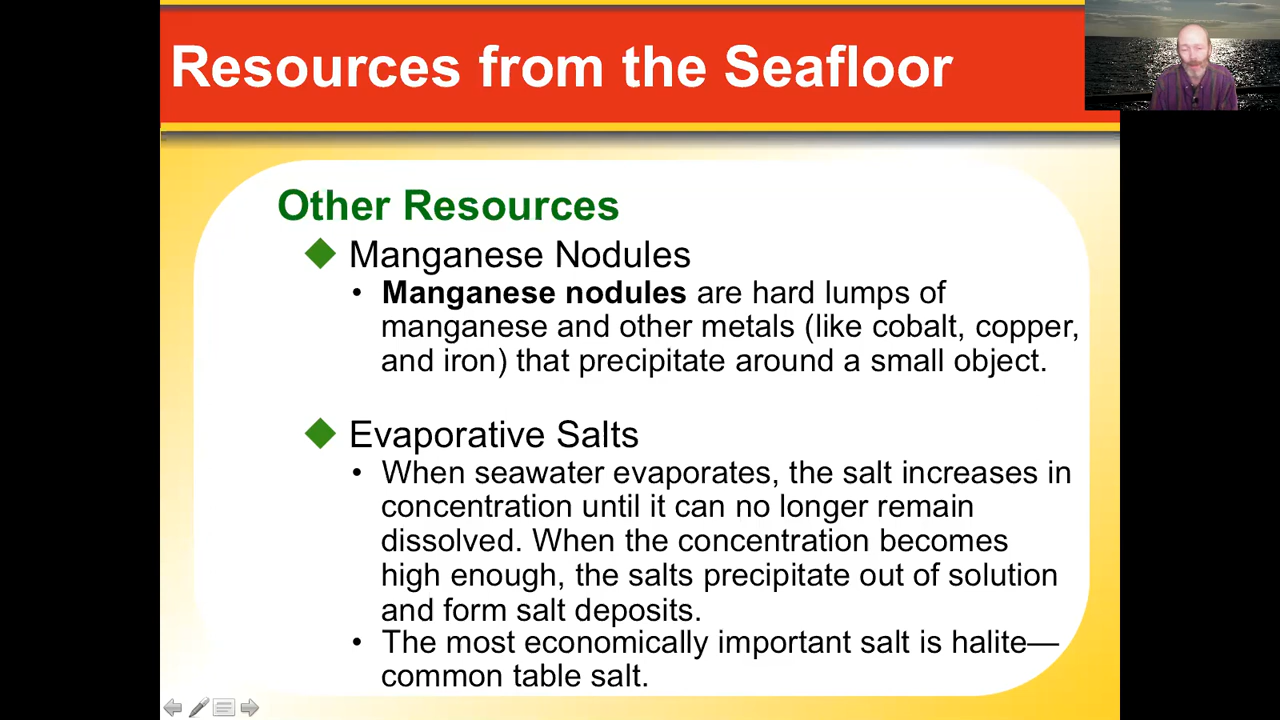 Resources from the Seafloor
Other Resources
Manganese Nodules
• Manganese nodules are hard lumps of
manganese and other metals (like cobalt, copper,
and iron) that precipitate around a small object.
Evaporative Salts
• When seawater evaporates, the salt increases in
concentration until it can no longer remain
dissolved. When the concentration becomes
high enough, the salts precipitate out of solution
and form salt deposits.
• The most economically important salt is halite—
common table salt.